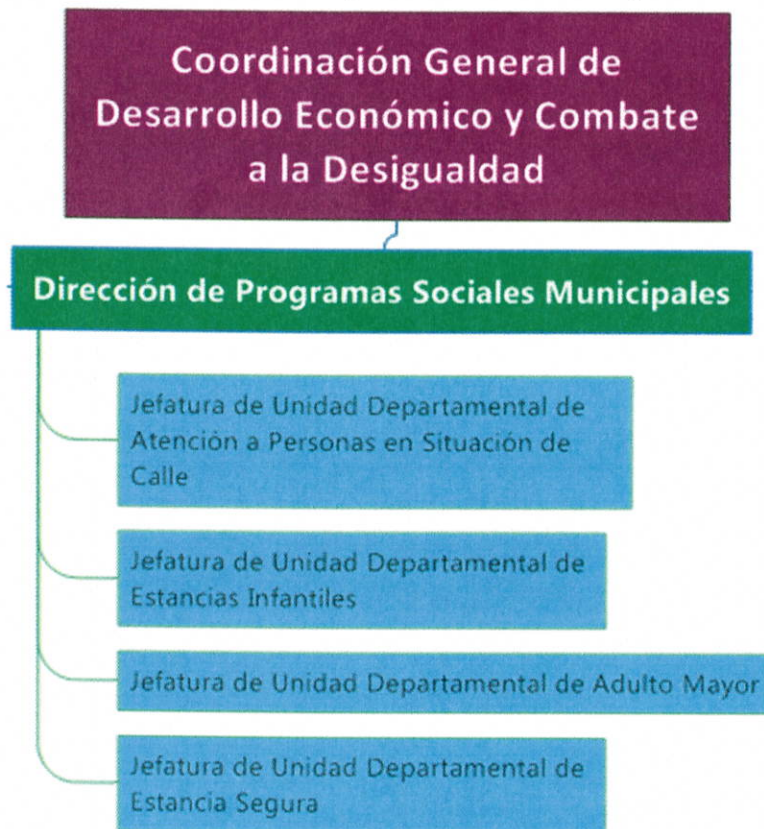 Coordinación General de
Desarrollo Económico y Combate
a la Desigualdad
Dirección de Programas Sociales Municipales
Jefatura de Unidad Departamental de
Atención a Personas en Situación de
Calle
Jefatura de Unidad Departamental de
Estancias Infantiles
Jefatura de Unidad Departamental de Adulto Mayor
Jefatura de Unidad Departamental de
Estancia Segura